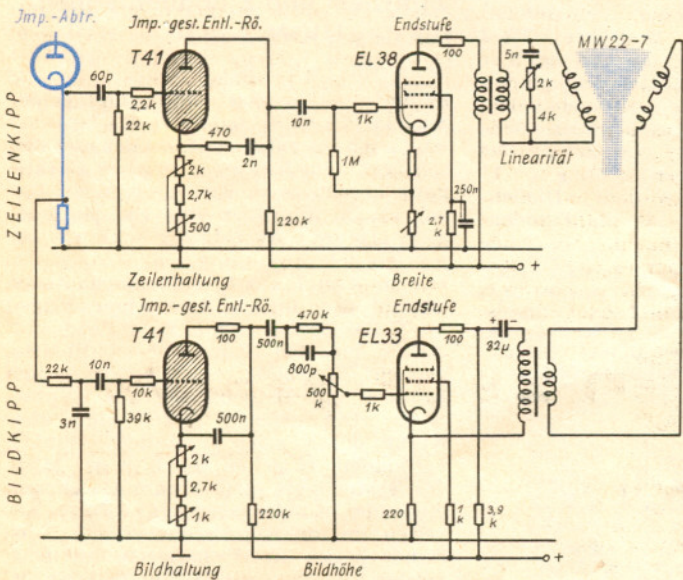 Jmp.-Abtr.
Jmp.-gest. Entl.-Rö.
T41
Endstufe
EL38
MW22-7
60p
2,2k
22k
470
2n
2k
2,7k
500
10n
1k
1M
220k
100
5n
2k
4k
Linearität
250n
2,7
k
ZEILENKIPP
Zeilenhaltung
Breite
+
Jmp.-gest. Entl.-Rö.
T41
Endstufe
EL33
22k
10n
3n
39k
10k
100
500n
500n
470k
800p
500
k
1k
100
+ -
32µ
2k
2,7k
1k
220k
220
1
k
3,9
k
BILDKIPP
Bildhaltung
Bildhöhe
+